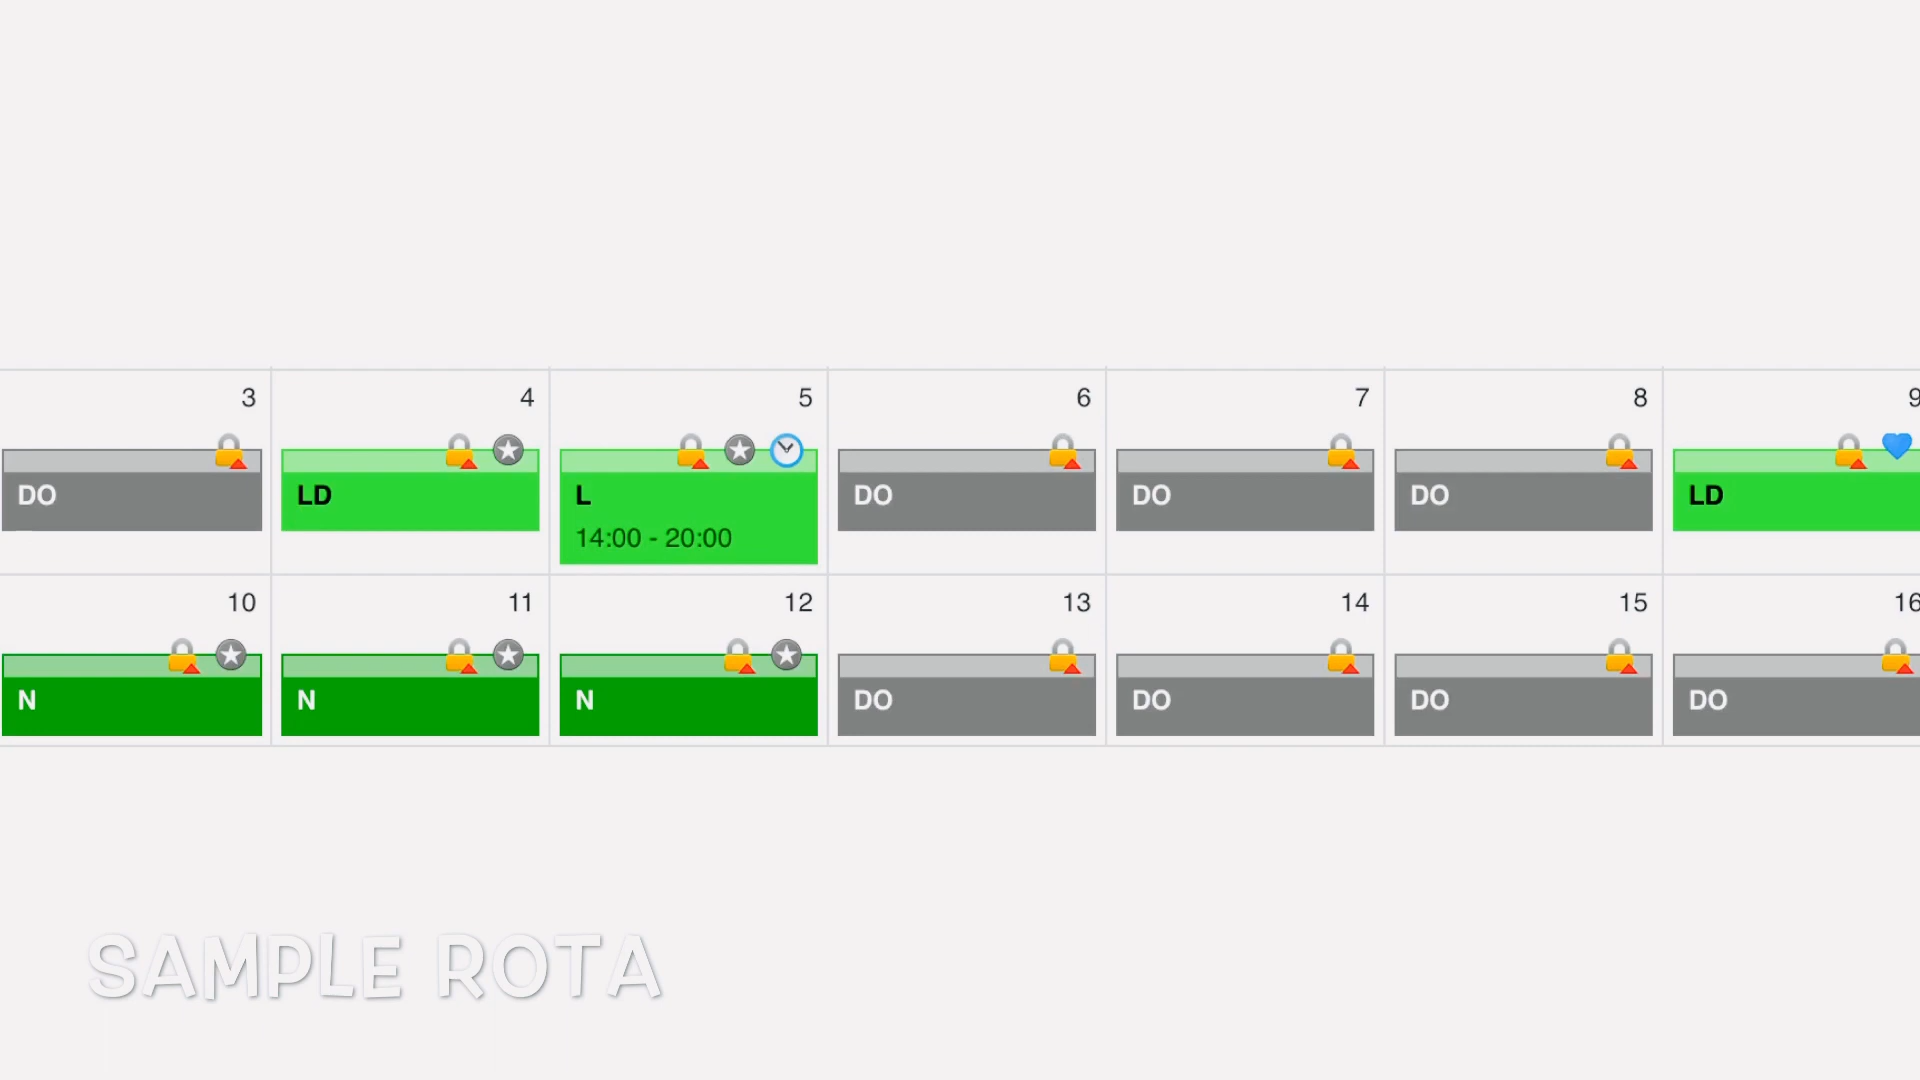 3 4 5 6 7 8 9
DO LD L DO DO DO LD
14:00 - 20:00
10 11 12 13 14 15 16
N N N DO DO DO DO
SAMPLE ROTA